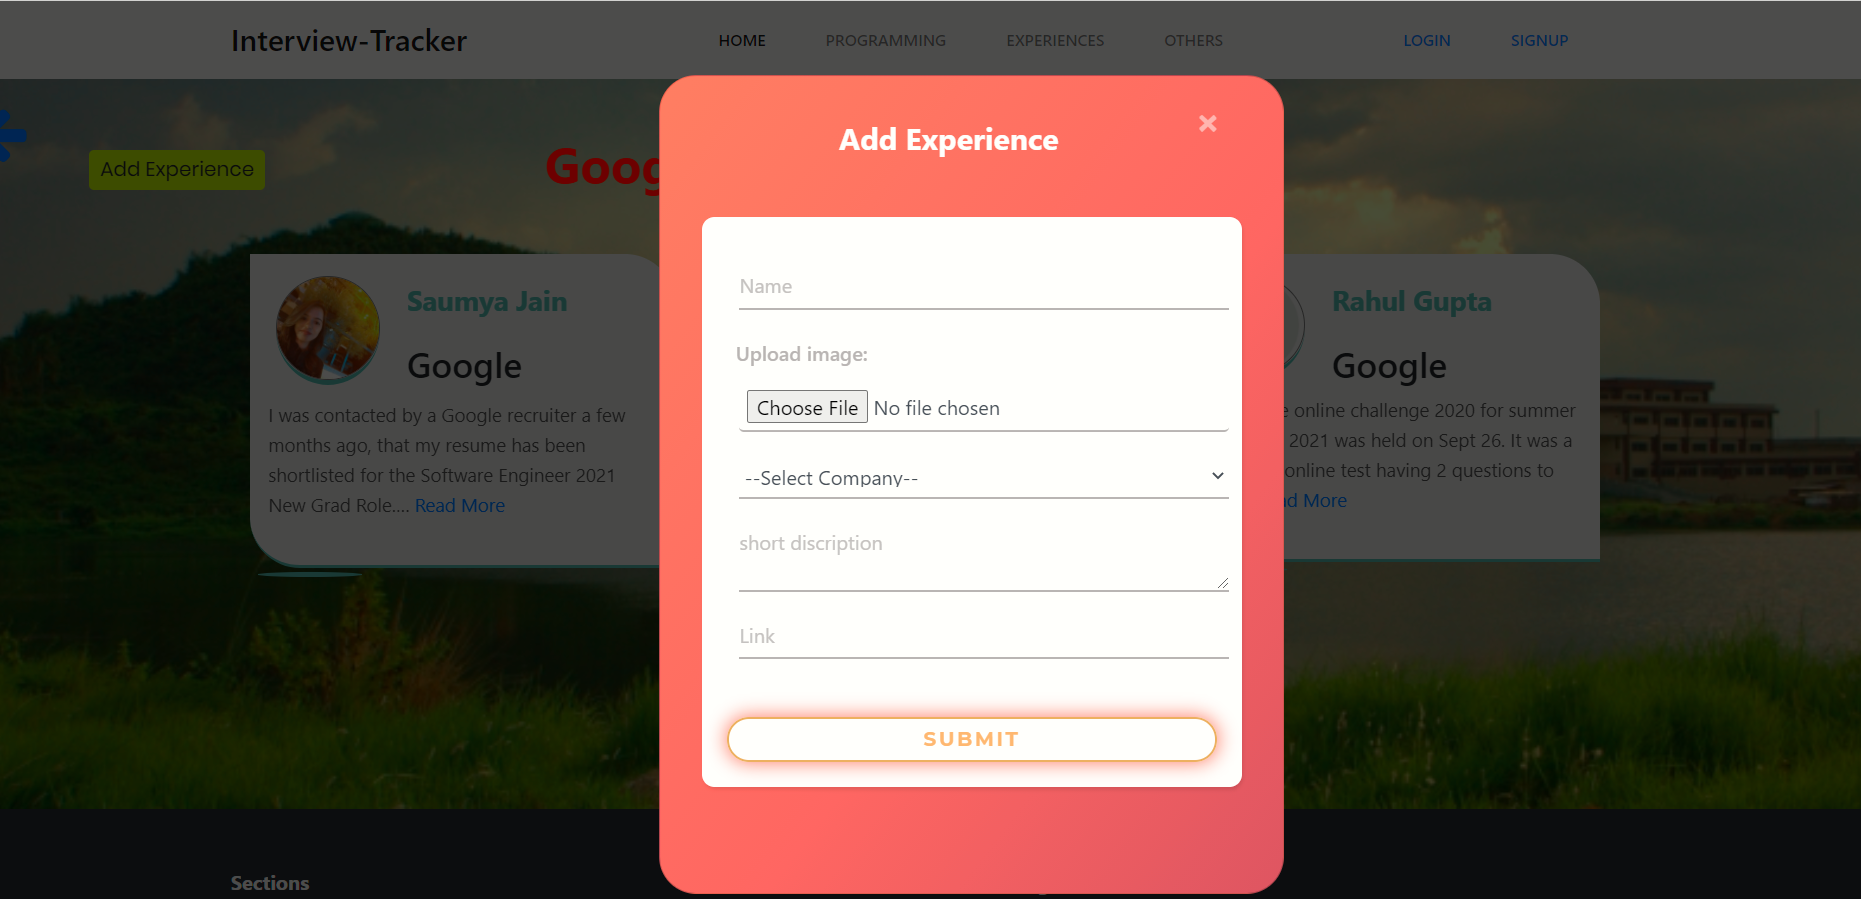 Interview-Tracker
HOME
PROGRAMMING
EXPERIENCES
OTHERS
LOGIN
SIGNUP
Add Experience
Goog
Add Experience
×
Name
Upload image:
Choose File No file chosen
--Select Company--
short discription
Link
SUBMIT
Saumya Jain
Google
I was contacted by a Google recruiter a few
months ago, that my resume has been
shortlisted for the Software Engineer 2021
New Grad Role.... Read More
Rahul Gupta
Google
online challenge 2020 for summer
2021 was held on Sept 26. It was a
online test having 2 questions to
More
Sections